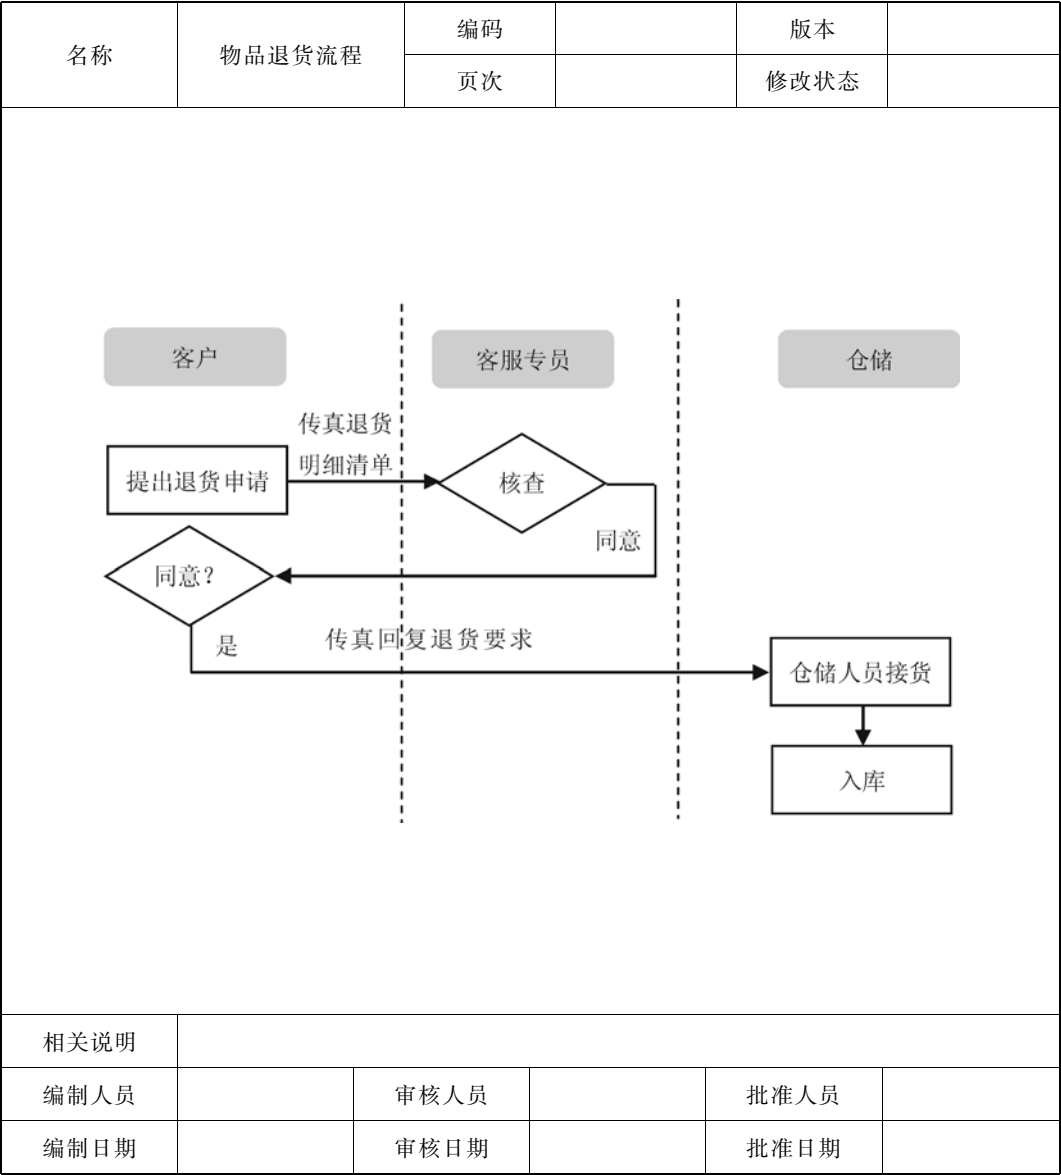 名称 物品退货流程 编码 版本
页次 修改状态
客户 客服专员 仓储
传真退货
明细清单
提出退货申请 核查
同意
同意?
是 传真回复退货要求
仓储人员接货
入库
相关说明
编制人员 审核人员 批准人员
编制日期 审核日期 批准日期